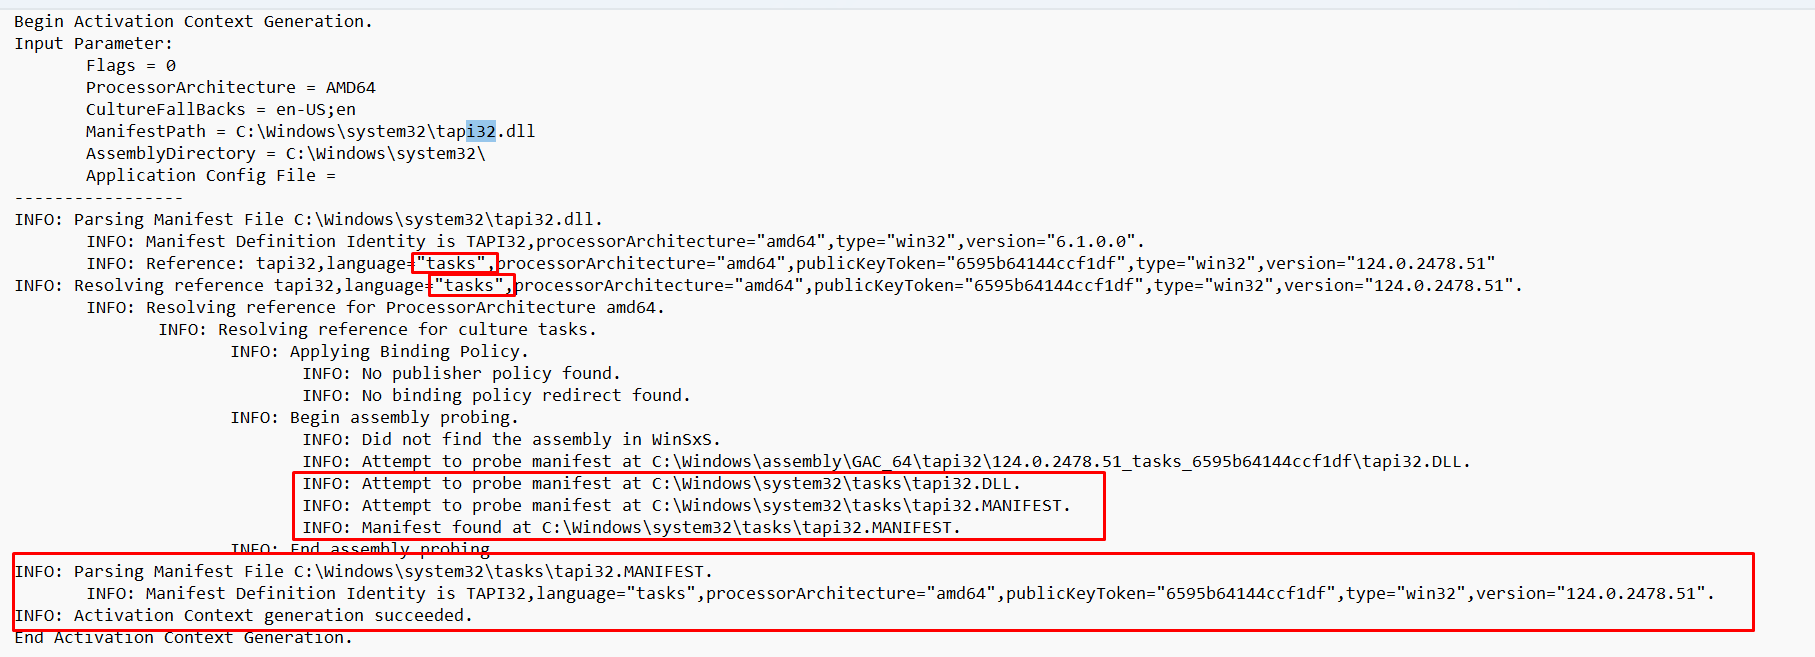 Begin Activation Context Generation.
Input Parameter:
Flags = 0
ProcessorArchitecture = AMD64
CultureFallBacks = en-US;en
ManifestPath = C:\Windows\system32\tapi32.dll
AssemblyDirectory = C:\Windows\system32\
Application Config File =
-----------------
INFO: Parsing Manifest File C:\Windows\system32\tapi32.dll.
INFO: Manifest Definition Identity is TAPI32,processorArchitecture="amd64",type="win32",version="6.1.0.0".
INFO: Reference: tapi32,language="tasks",processorArchitecture="amd64",publicKeyToken="6595b64144ccf1df",type="win32",version="124.0.2478.51"
INFO: Resolving reference tapi32,language="tasks",processorArchitecture="amd64",publicKeyToken="6595b64144ccf1df",type="win32",version="124.0.2478.51".
INFO: Resolving reference for ProcessorArchitecture amd64.
INFO: Resolving reference for culture tasks.
INFO: Applying Binding Policy.
INFO: No publisher policy found.
INFO: No binding policy redirect found.
INFO: Begin assembly probing.
INFO: Did not find the assembly in WinSxS.
INFO: Attempt to probe manifest at C:\Windows\assembly\GAC_64\tapi32\124.0.2478.51_tasks_6595b64144ccf1df\tapi32.DLL.
INFO: Attempt to probe manifest at C:\Windows\system32\tasks\tapi32.DLL.
INFO: Attempt to probe manifest at C:\Windows\system32\tasks\tapi32.MANIFEST.
INFO: Manifest found at C:\Windows\system32\tasks\tapi32.MANIFEST.
INFO: End assembly probing
INFO: Parsing Manifest File C:\Windows\system32\tasks\tapi32.MANIFEST.
INFO: Manifest Definition Identity is TAPI32,language="tasks",processorArchitecture="amd64",publicKeyToken="6595b64144ccf1df",type="win32",version="124.0.2478.51".
INFO: Activation Context generation succeeded.
End Activation Context Generation.